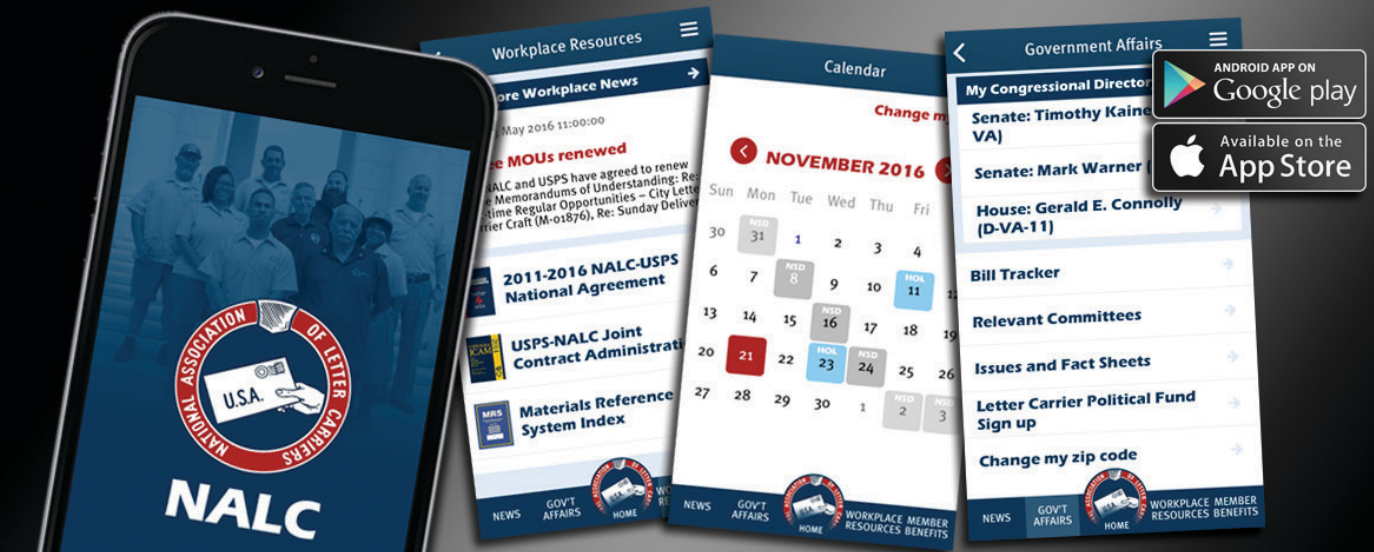 NATIONAL ASSOCIATION OF LETTER CARRIERS
U.S.A.
NALC
Workplace Resources
ore Workplace News
May 2016 11:00:00
MOUs renewed
NALC and USPS have agreed to renew
Memorandums of Understanding: Re:
-time Regular Opportunities – City Lette
rrier Craft (M-01876), Re: Sunday Deliver
2011-2016 NALC-USPS
National Agreement
JCAM
USPS-NALC Joint
Contract Administrati
MRS
Materials Reference
System Index
NEWS
GOV'T
AFFAIRS
U.S.A.
HOME
Calendar
Change m
NOVEMBER 2016
Sun Mon Tue Wed Thu Fri
NSD
30 31 1 2 3 4
NSD HOL
6 7 8 9 10 11 12
NSD
13 14 15 16 17 18 19
HOL NSD
20 21 22 23 24 25 26
NSD NSD
27 28 29 30 1 2 3
NEWS
GOV'T
AFFAIRS
U.S.A.
HOME
WORKPLACE
RESOURCES
MEMBER
BENEFITS
Government Affairs
My Congressional Director
Senate: Timothy Kaine
VA)
Senate: Mark Warner (
House: Gerald E. Connolly
(D-VA-11)
Bill Tracker
Relevant Committees
Issues and Fact Sheets
Letter Carrier Political Fund
Sign up
Change my zip code
NEWS
GOV'T
AFFAIRS
U.S.A.
HOME
WORKPLACE
RESOURCES
MEMBER
BENEFITS
ANDROID APP ON
Google play
Available on the
App Store